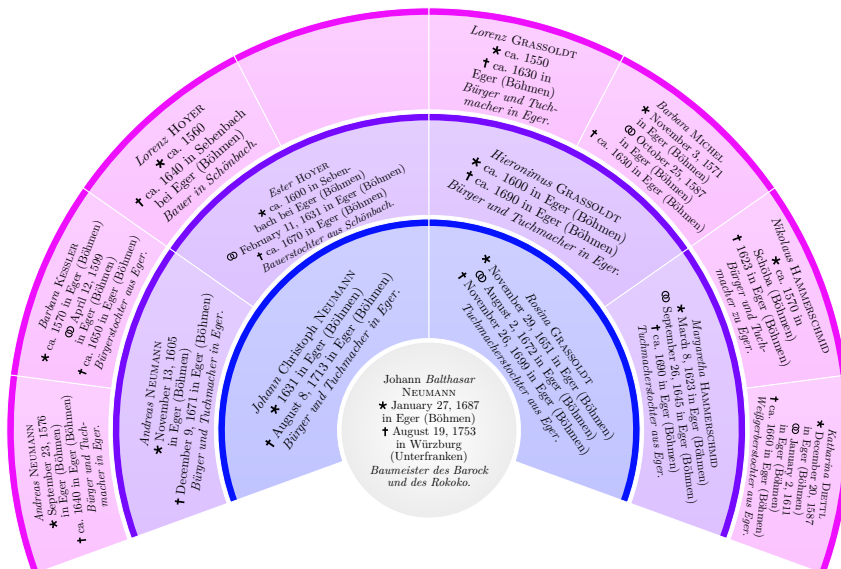 Lorenz GRASSOLDT
* ca. 1550
† ca. 1630 in
Eger (Böhmen)
Bürger und Tuch-
macher in Eger.
Lorenz HOYER
* ca. 1560
† ca. 1640 in Sebenbach
bei Eger (Böhmen)
Bauer in Schönbach.
Barbara MICHEL
* November 3, 1571
in Eger (Böhmen)
⚭ October 25, 1587
in Eger (Böhmen)
† ca. 1630 in Eger (Böhmen)
Barbara KESSLER
* ca. 1570 in Eger (Böhmen)
⚭ April 12, 1599
in Eger (Böhmen)
† ca. 1650 in Eger (Böhmen)
Bürgerstochter aus Eger.
Nikolaus HAMMERSCHMID
* ca. 1570 in
Schöba (Böhmen)
† 1623 in Eger (Böhmen)
Bürger und Tuch-
macher zu Eger.
Andreas NEUMANN
* September 23, 1576
in Eger (Böhmen)
† ca. 1640 in Eger (Böhmen)
Bürger und Tuch-
macher in Eger.
Katharina DIETTL
* December 20, 1587
in Eger (Böhmen)
⚭ January 2, 1611
in Eger (Böhmen)
† ca. 1660 in Eger (Böhmen)
Weißgerberstochter aus Eger.
Ester HOYER
* ca. 1600 in Seben-
bach bei Eger (Böhmen)
⚭ February 11, 1631 in Eger (Böhmen)
† ca. 1670 in Eger (Böhmen)
Bauerstochter aus Schönbach.
Hieronimus GRASSOLDT
* ca. 1600 in Eger (Böhmen)
† ca. 1690 in Eger (Böhmen)
Bürger und Tuchmacher in Eger.
Andreas NEUMANN
* November 13, 1605
in Eger (Böhmen)
† December 9, 1671 in Eger (Böhmen)
Bürger und Tuchmacher in Eger.
Margaretha HAMMERSCHMID
* March 8, 1623 in Eger (Böhmen)
⚭ September 26, 1645 in Eger (Böhmen)
† ca. 1690 in Eger (Böhmen)
Tuchmacherstochter aus Eger.
Johann Christoph NEUMANN
* 1631 in Eger (Böhmen)
† August 8, 1713 in Eger (Böhmen)
Bürger und Tuchmacher in Eger.
Rosina GRASSOLDT
* November 29, 1651 in Eger (Böhmen)
⚭ August 2, 1672 in Eger (Böhmen)
† November 26, 1699 in Eger (Böhmen)
Tuchmacherstochter aus Eger.
Johann Balthasar
NEUMANN
* January 27, 1687
in Eger (Böhmen)
† August 19, 1753
in Würzburg
(Unterfranken)
Baumeister des Barock
und des Rokoko.